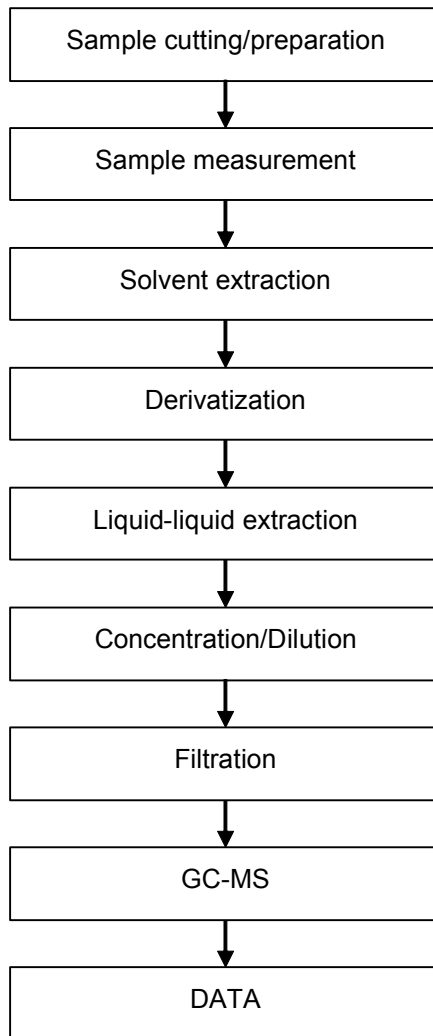 Sample cutting/preparation
Sample measurement
Solvent extraction
Derivatization
Liquid-liquid extraction
Concentration/Dilution
Filtration
GC-MS
DATA